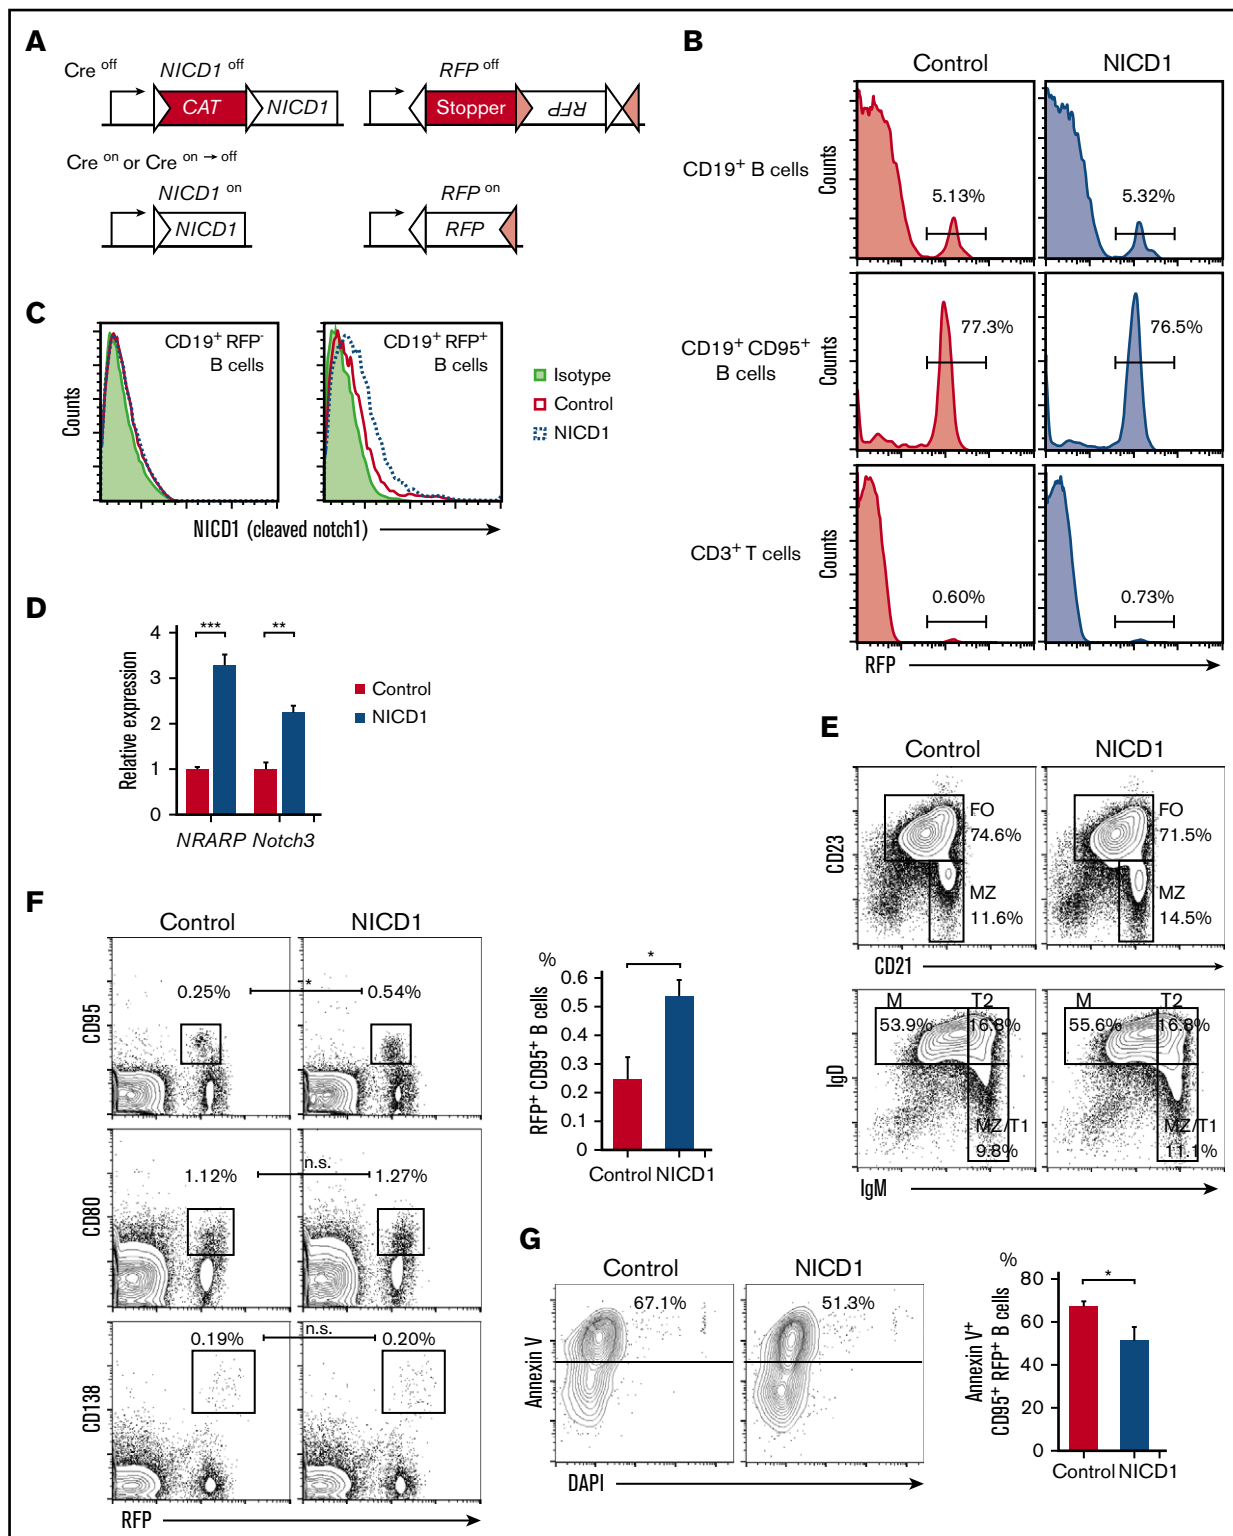 A
Cre off NICD1 off RFP off
CAT NICD1 Stopper RFP
Cre on or Cre on → off
NICD1 on RFP on
NICD1 RFP
B
Control NICD1
CD19+ B cells Counts 5.13% 5.32%
CD19+ CD95+ B cells Counts 77.3% 76.5%
CD3+ T cells Counts 0.60% 0.73%
RFP
C
CD19+ RFP- B cells
CD19+ RFP+ B cells
Counts
Isotype
Control
NICD1
NICD1 (cleaved notch1)
D
Relative expression
4
3
2
1
0
*** **
NRARP Notch3
Control
NICD1
E
Control NICD1
CD23
FO 74.6% FO 71.5%
MZ 11.6% MZ 14.5%
CD21
IgD
M 53.9% T2 16.8% M 55.6% T2 16.8%
MZ/T1 9.8% MZ/T1 11.1%
IgM
F
Control NICD1
CD95 0.25% * 0.54%
CD80 1.12% n.s. 1.27%
CD138 0.19% n.s. 0.20%
RFP
%
RFP+ CD95+ B cells
0.6
0.5
0.4
0.3
0.2
0.1
0
*
Control NICD1
G
Control NICD1
Annexin V 67.1% 51.3%
DAPI
%
Annexin V+
CD95+ RFP+ B cells
80
60
40
20
0
*
Control NICD1